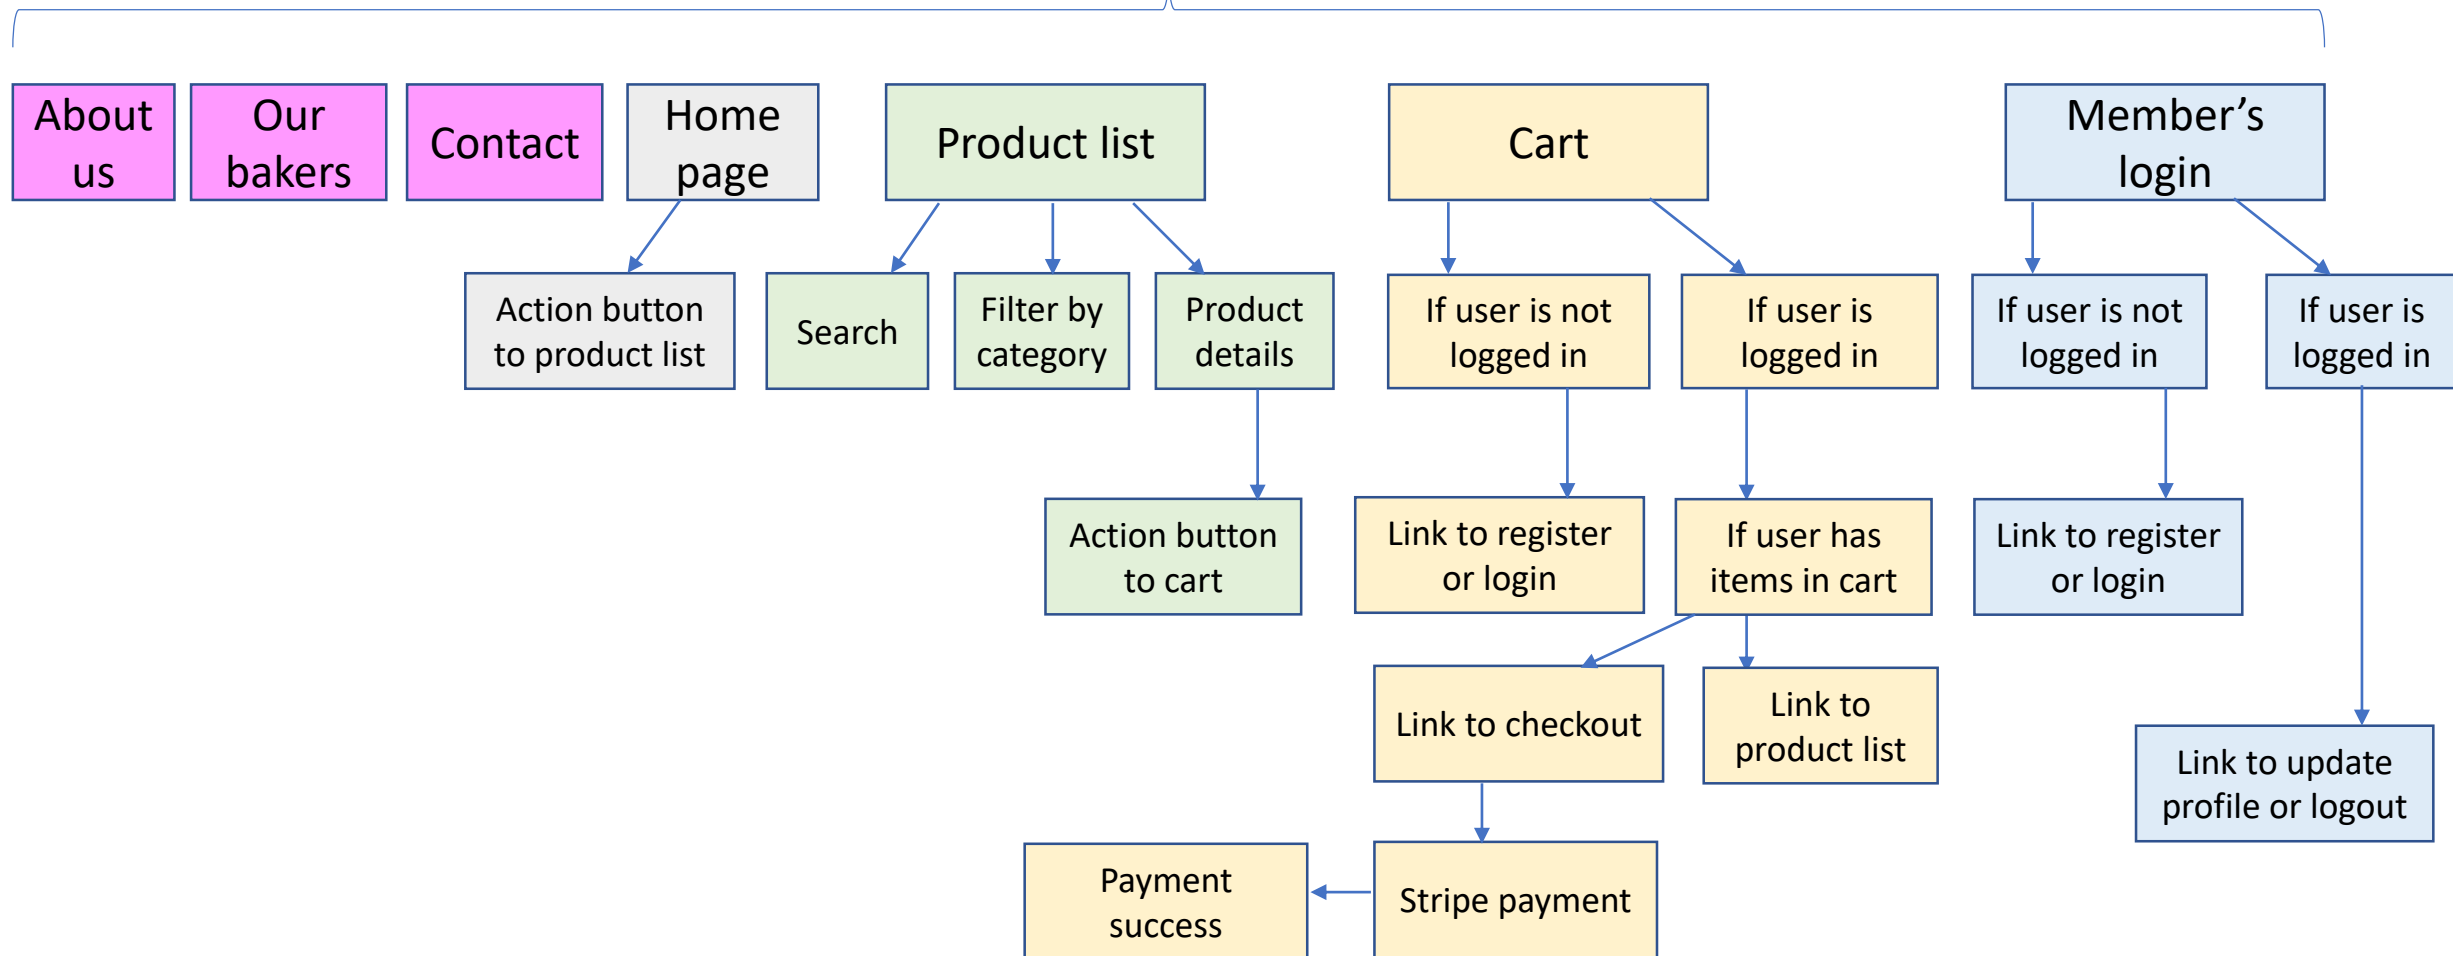 About
us
Our
bakers
Contact
Home
page
Product list
Cart
Member’s
login
Action button
to product list
Search
Filter by
category
Product
details
If user is not
logged in
If user is
logged in
If user is not
logged in
If user is
logged in
Action button
to cart
Link to register
or login
If user has
items in cart
Link to register
or login
Link to checkout
Link to
product list
Link to update
profile or logout
Payment
success
Stripe payment